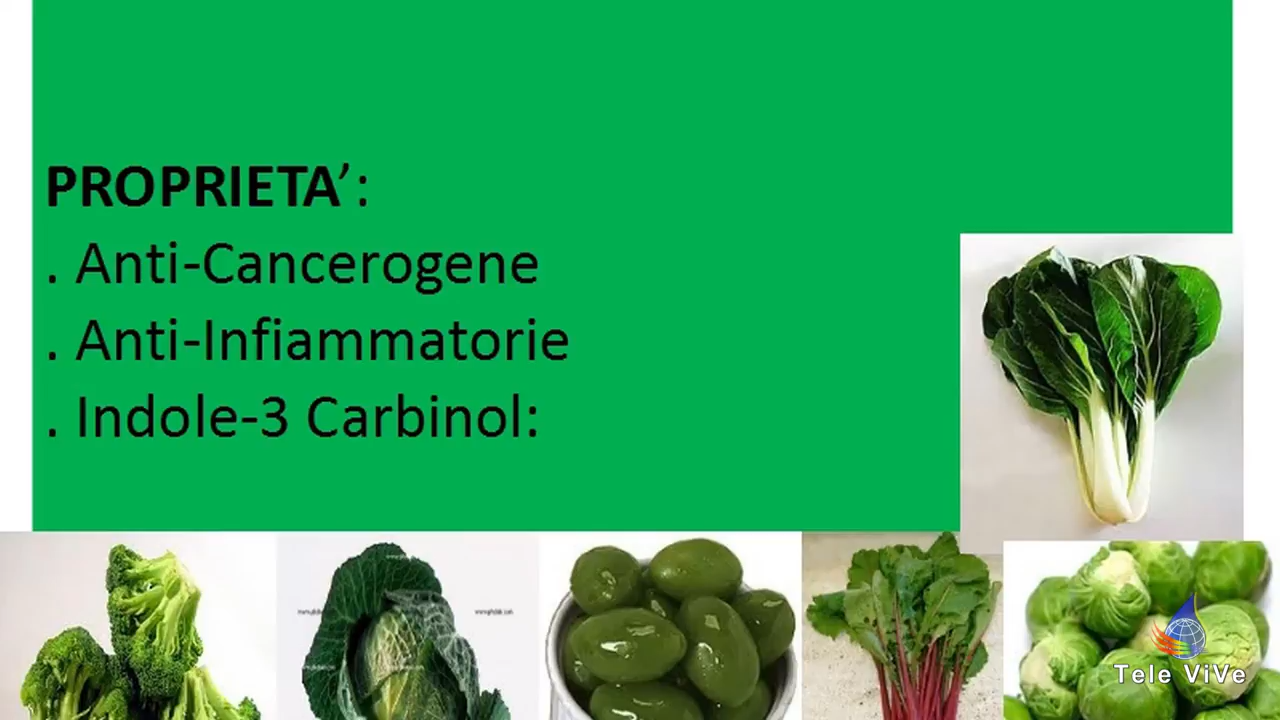 PROPRIETA’:
. Anti-Cancerogene
. Anti-Infiammatorie
. Indole-3 Carbinol:
Tele ViVe